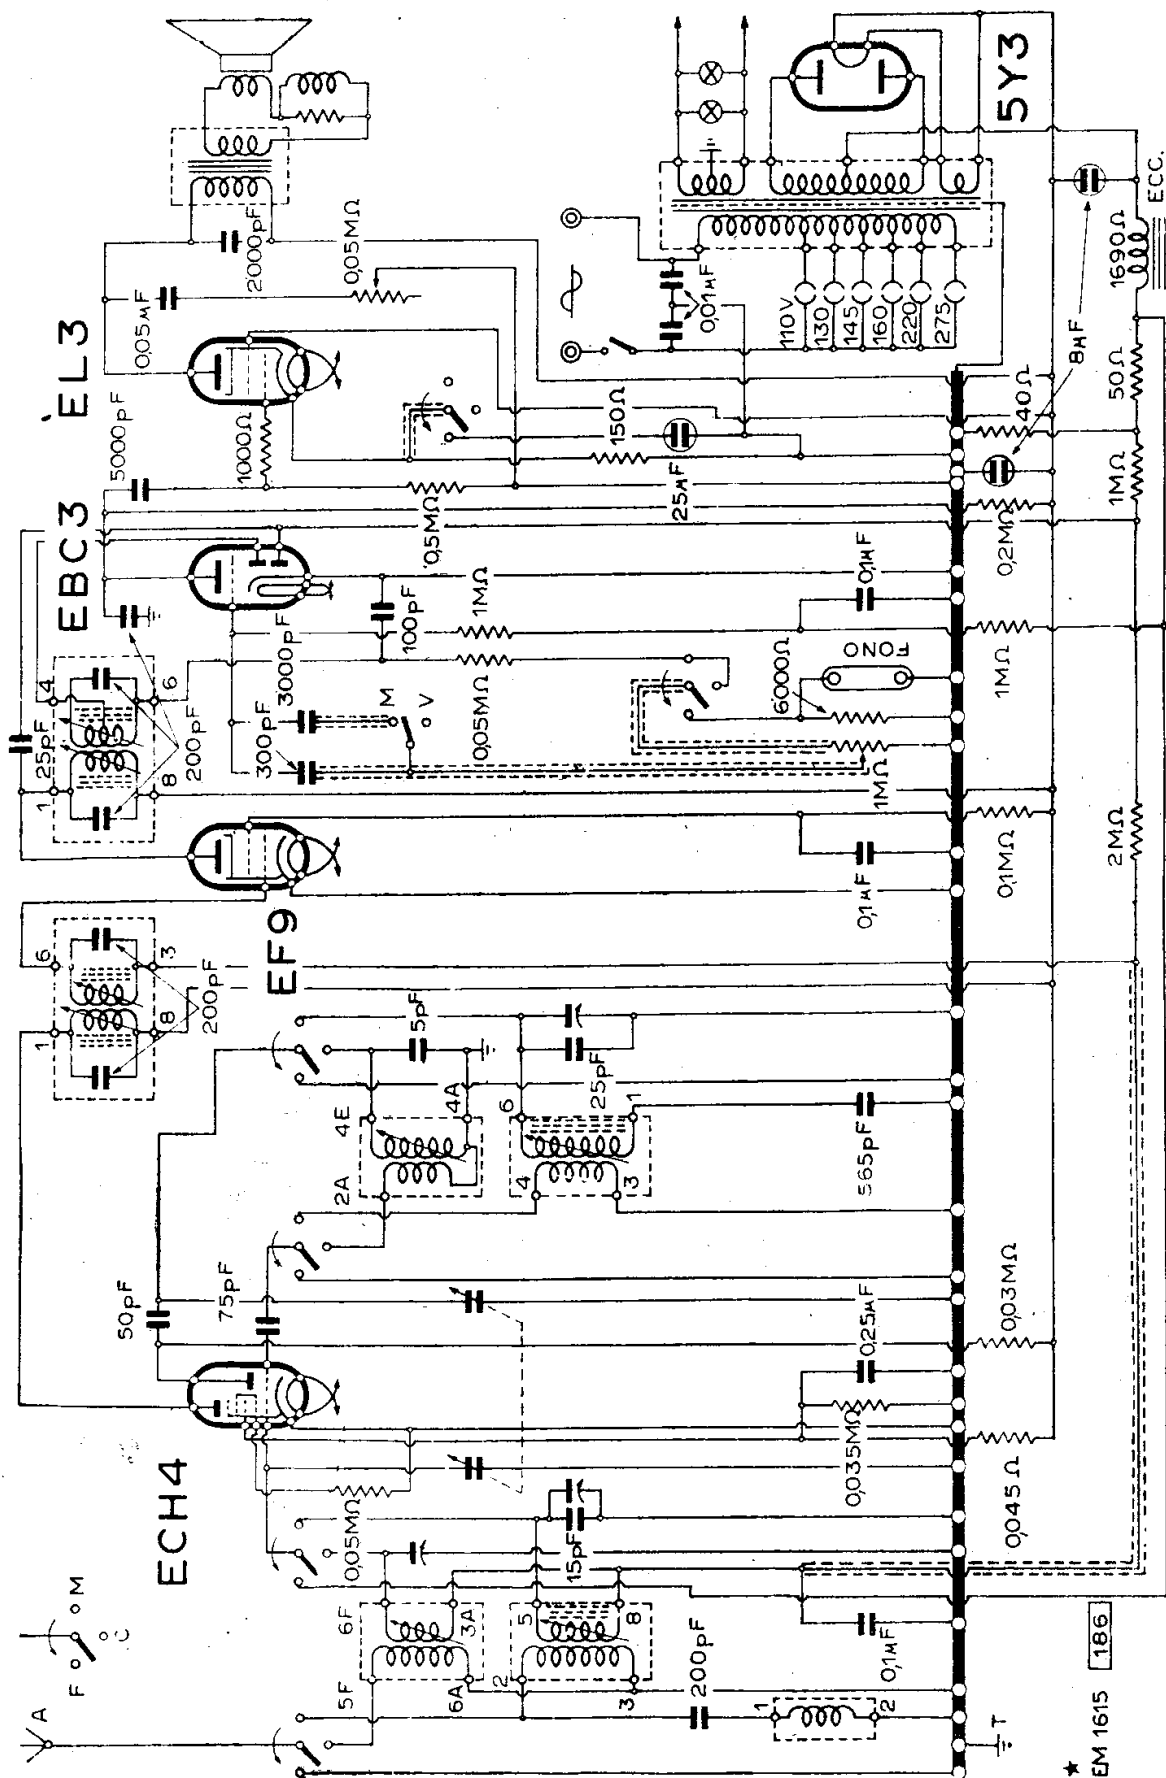 A
F
M
C
ECH4
50pF
75pF
0,05MΩ
5F
6A
6F
3A
2
3
5
8
15pF
200pF
1
2
0,1µF
T
0,035MΩ
0,25µF
0,045Ω
0,03MΩ
2A
4E
4A
5pF
4
3
6
1
25pF
565pF
1
8
6
3
200pF
EF9
0,1µF
0,1MΩ
2MΩ
1
8
4
6
25pF
200pF
EBC3
300pF
3000pF
M
V
100pF
1MΩ
0,05MΩ
6000Ω
FONO
1MΩ
0,1µF
1MΩ
0,2MΩ
1MΩ
5000pF
EL3
1000Ω
0,5MΩ
25µF
150Ω
0,05µF
0,05MΩ
2000pF
40Ω
50Ω
8µF
1690Ω
ECC.
0,01µF
110V
130
145
160
220
275
5Y3
EM 1615
186